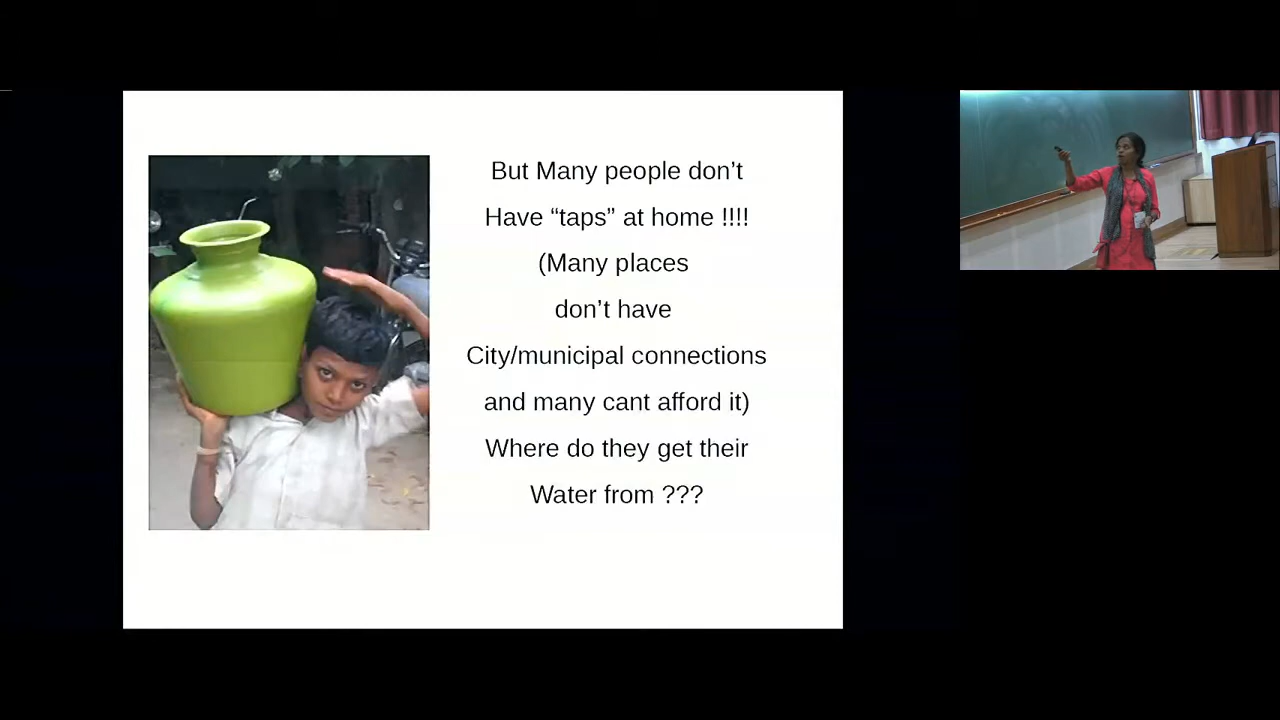 But Many people don’t
Have “taps” at home !!!!
(Many places
don’t have
City/municipal connections
and many cant afford it)
Where do they get their
Water from ???